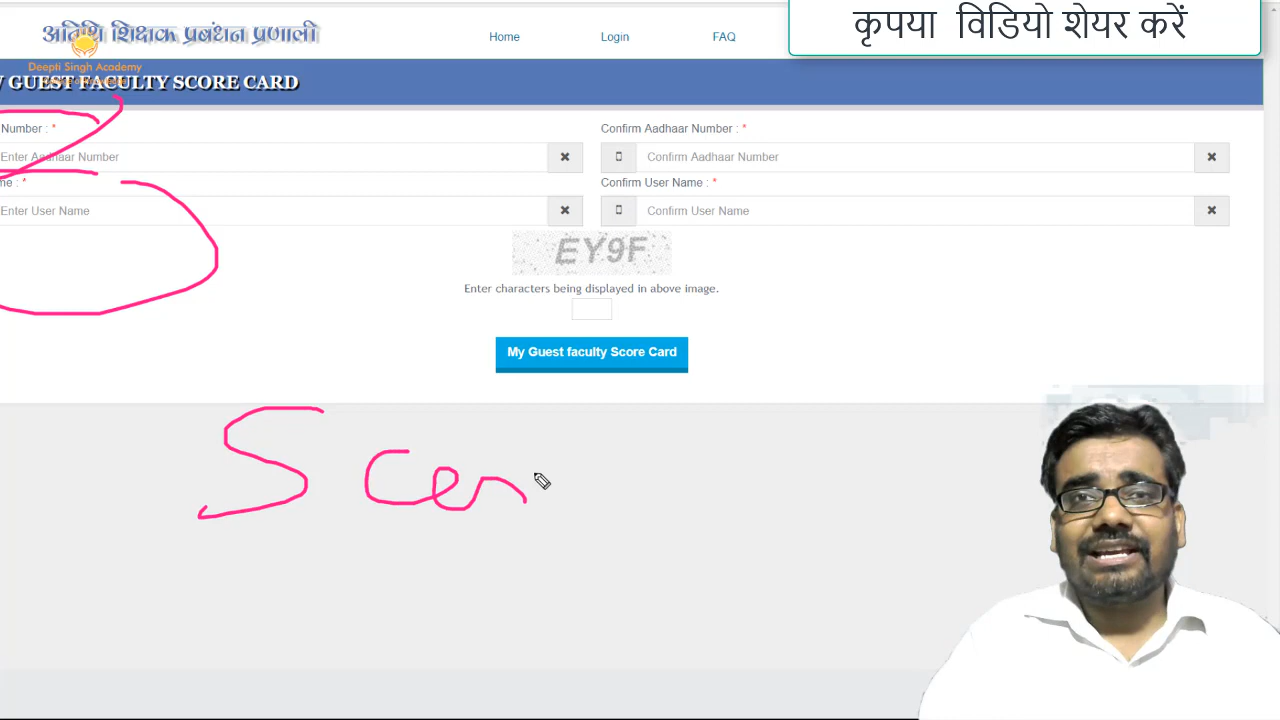 कृपया विडियो शेयर करें
अतिथि शिक्षक प्रबंधन प्रणाली
Home Login FAQ
Deepti Singh Academy
GUEST FACULTY SCORE CARD
Number : * Confirm Aadhaar Number : *
Enter Aadhaar Number Confirm Aadhaar Number
me : * Confirm User Name : *
Enter User Name Confirm User Name
EY9F
Enter characters being displayed in above image.
My Guest faculty Score Card